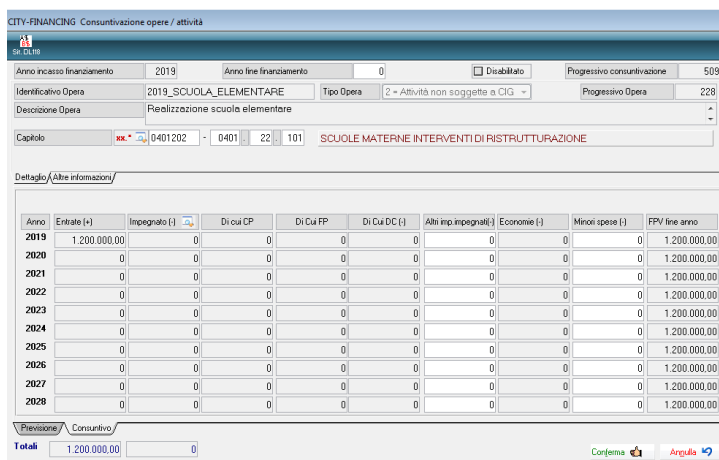 CITY-FINANCING Consuntivazione opere / attività
Sit. DL118
Anno incasso finanziamento 2019 Anno fine finanziamento 0 Disabilitato Progressivo consuntivazione 509
Identificativo Opera 2019_SCUOLA_ELEMENTARE Tipo Opera 2 = Attività non soggette a CIG Progressivo Opera 228
Descrizione Opera Realizzazione scuola elementare
Capitolo xx.* 0401202 - 0401 . 22 . 101 SCUOLE MATERNE INTERVENTI DI RISTRUTTURAZIONE
Dettaglio Altre informazioni
Anno Entrate (+) Impegnato (-) Di cui CP Di Cui FP Di Cui DC (-) Altri imp.impegnati(-) Economie (-) Minori spese (-) FPV fine anno
2019 1.200.000,00 0 0 0 0 0 0 0 1.200.000,00
2020 0 0 0 0 0 0 0 0 1.200.000,00
2021 0 0 0 0 0 0 0 0 1.200.000,00
2022 0 0 0 0 0 0 0 0 1.200.000,00
2023 0 0 0 0 0 0 0 0 1.200.000,00
2024 0 0 0 0 0 0 0 0 1.200.000,00
2025 0 0 0 0 0 0 0 0 1.200.000,00
2026 0 0 0 0 0 0 0 0 1.200.000,00
2027 0 0 0 0 0 0 0 0 1.200.000,00
2028 0 0 0 0 0 0 0 0 1.200.000,00
Previsione Consuntivo
Totali 1.200.000,00 0
Conferma Annulla